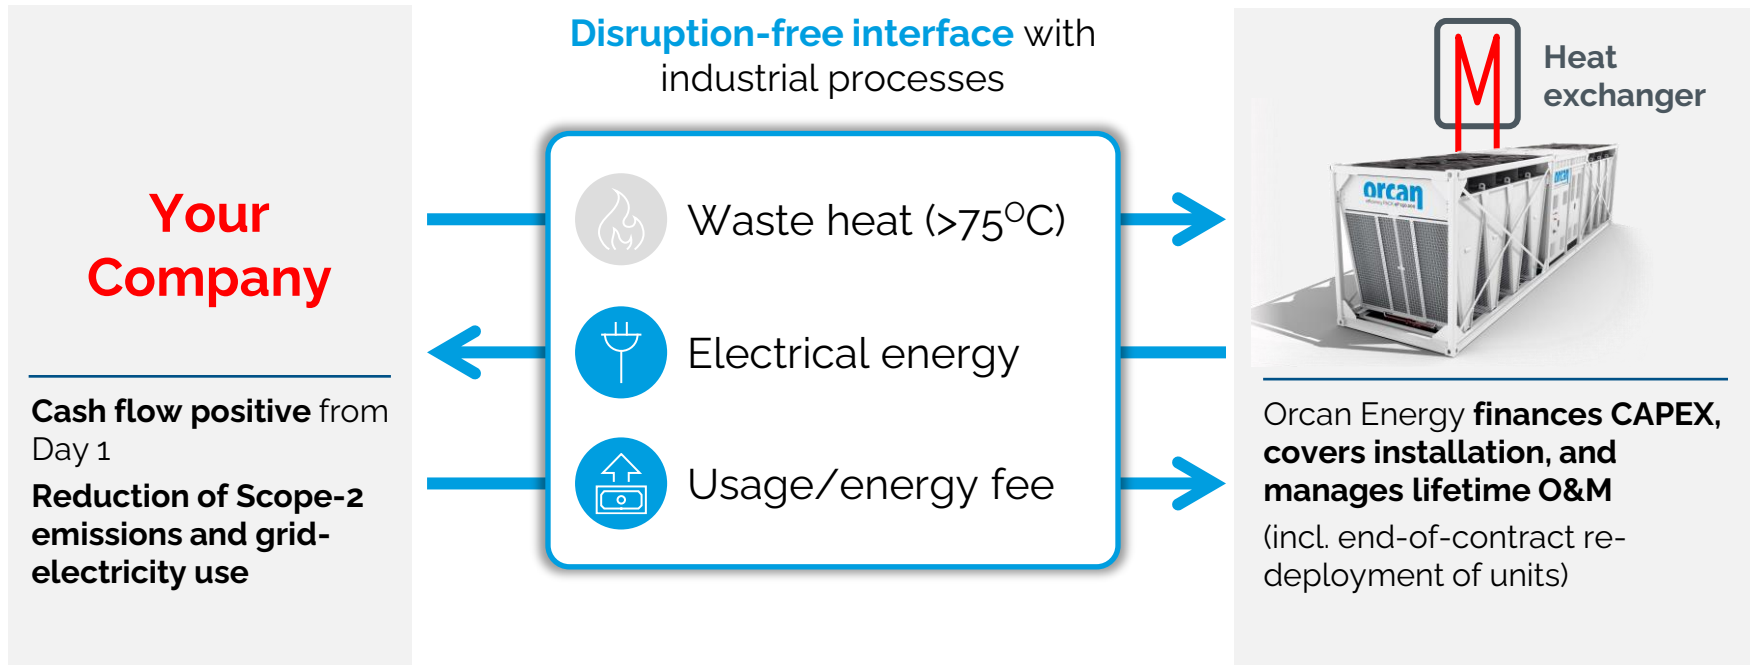 Disruption-free interface with
industrial processes
Your
Company
Cash flow positive from
Day 1
Reduction of Scope-2
emissions and grid-
electricity use
Waste heat (>75ºC)
Electrical energy
Usage/energy fee
Heat
exchanger
orcan
orcan
Orcan Energy finances CAPEX,
covers installation, and
manages lifetime O&M
(incl. end-of-contract re-
deployment of units)